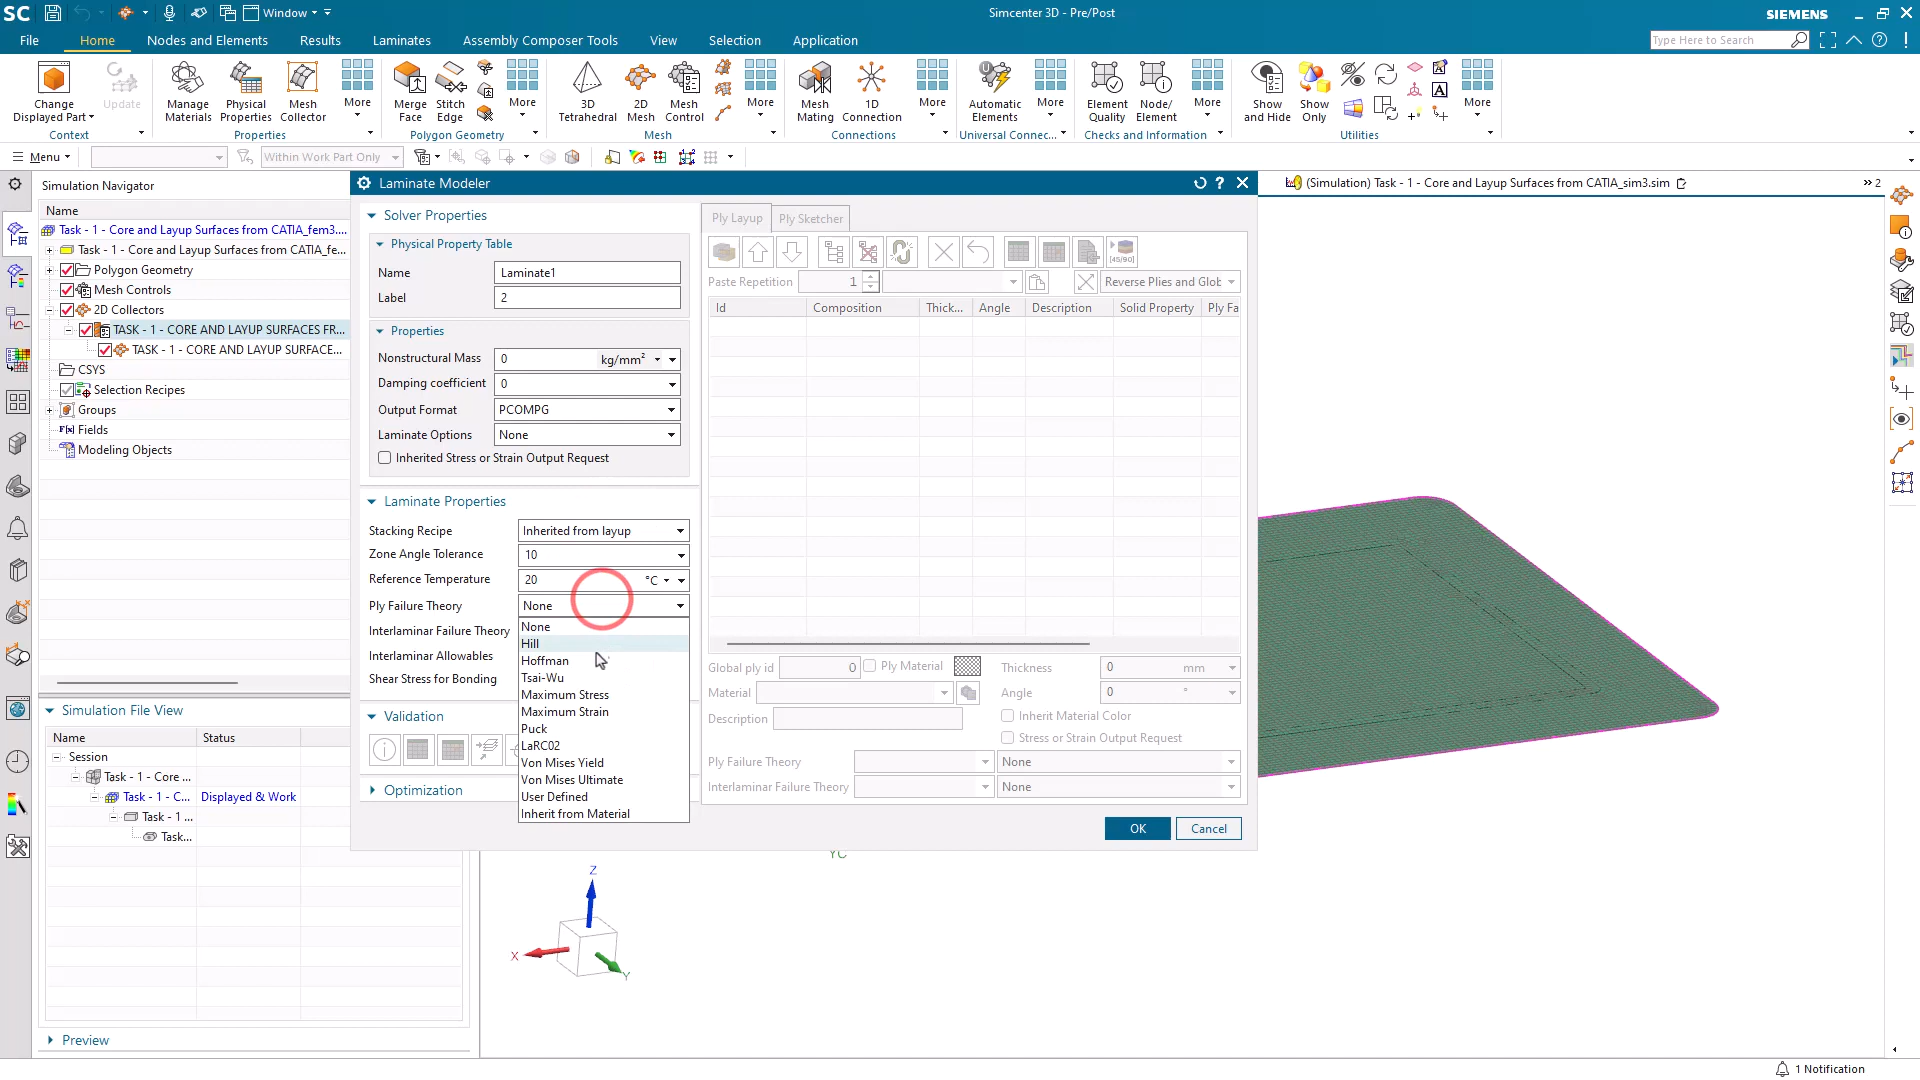 SC
Window
Simcenter 3D - Pre/Post
SIEMENS
File
Home
Nodes and Elements
Results
Laminates
Assembly Composer Tools
View
Selection
Application
Type Here to Search
Change
Displayed Part
Update
Context
Manage
Materials
Physical
Properties
Mesh
Collector
More
Properties
Merge
Face
Stitch
Edge
More
Polygon Geometry
3D
Tetrahedral
2D
Mesh
Mesh
Control
More
Mesh
Mesh
Mating
1D
Connection
More
Connections
Automatic
Elements
More
Universal Connec...
Element
Quality
Node/
Element
More
Checks and Information
Show
and Hide
Show
Only
More
Utilities
Menu
Within Work Part Only
Simulation Navigator
Name
Task - 1 - Core and Layup Surfaces from CATIA_fem3....
Task - 1 - Core and Layup Surfaces from CATIA_fe...
Polygon Geometry
Mesh Controls
2D Collectors
TASK - 1 - CORE AND LAYUP SURFACES FR...
TASK - 1 - CORE AND LAYUP SURFACE...
CSYS
Selection Recipes
Groups
Fields
Modeling Objects
Simulation File View
Name
Status
Session
Task - 1 - Core ...
Task - 1 - C...
Displayed & Work
Task - 1 ...
Task...
Preview
Laminate Modeler
Solver Properties
Physical Property Table
Name
Laminate1
Label
2
Properties
Nonstructural Mass
0
kg/mm²
Damping coefficient
0
Output Format
PCOMPG
Laminate Options
None
Inherited Stress or Strain Output Request
Laminate Properties
Stacking Recipe
Inherited from layup
Zone Angle Tolerance
10
Reference Temperature
20
°C
Ply Failure Theory
None
Interlaminar Failure Theory
Interlaminar Allowables
Shear Stress for Bonding
None
Hill
Hoffman
Tsai-Wu
Maximum Stress
Maximum Strain
Puck
LaRC02
Von Mises Yield
Von Mises Ultimate
User Defined
Inherit from Material
Validation
Optimization
Ply Layup
Ply Sketcher
[45/90]
Paste Repetition
1
Reverse Plies and Glob
Id
Composition
Thick...
Angle
Description
Solid Property
Ply Fa
Global ply id
0
Ply Material
Thickness
0
mm
Material
Angle
0
°
Description
Inherit Material Color
Stress or Strain Output Request
Ply Failure Theory
None
Interlaminar Failure Theory
None
OK
Cancel
(Simulation) Task - 1 - Core and Layup Surfaces from CATIA_sim3.sim
2
YC
Z
X
Y
1 Notification